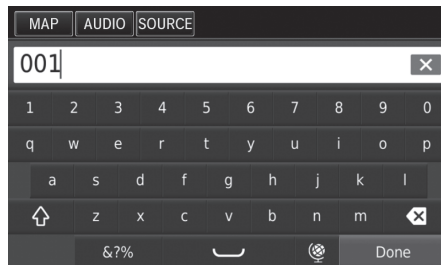 MAP AUDIO SOURCE
001
1 2 3 4 5 6 7 8 9 0
q w e r t y u i o p
a s d f g h j k l
z x c v b n m
&?% Done